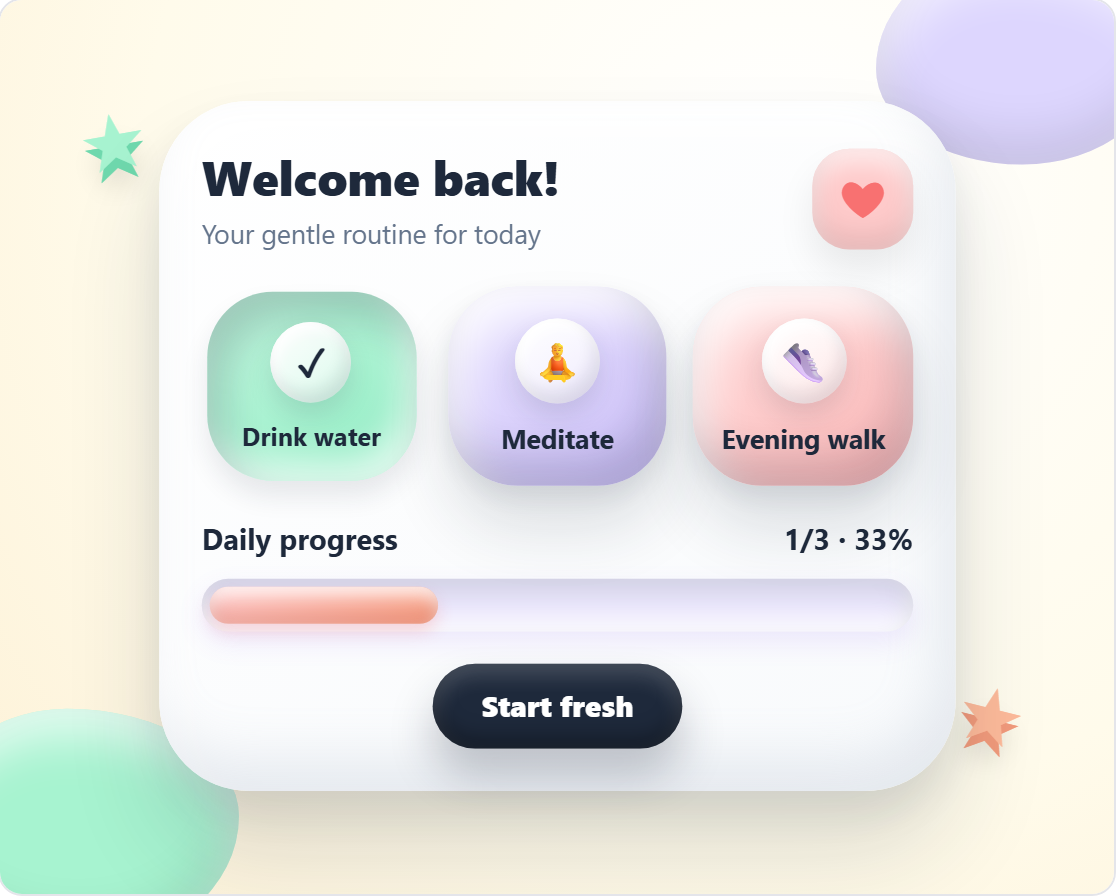 Welcome back!
Your gentle routine for today
Drink water
Meditate
Evening walk
Daily progress
1/3 · 33%
Start fresh